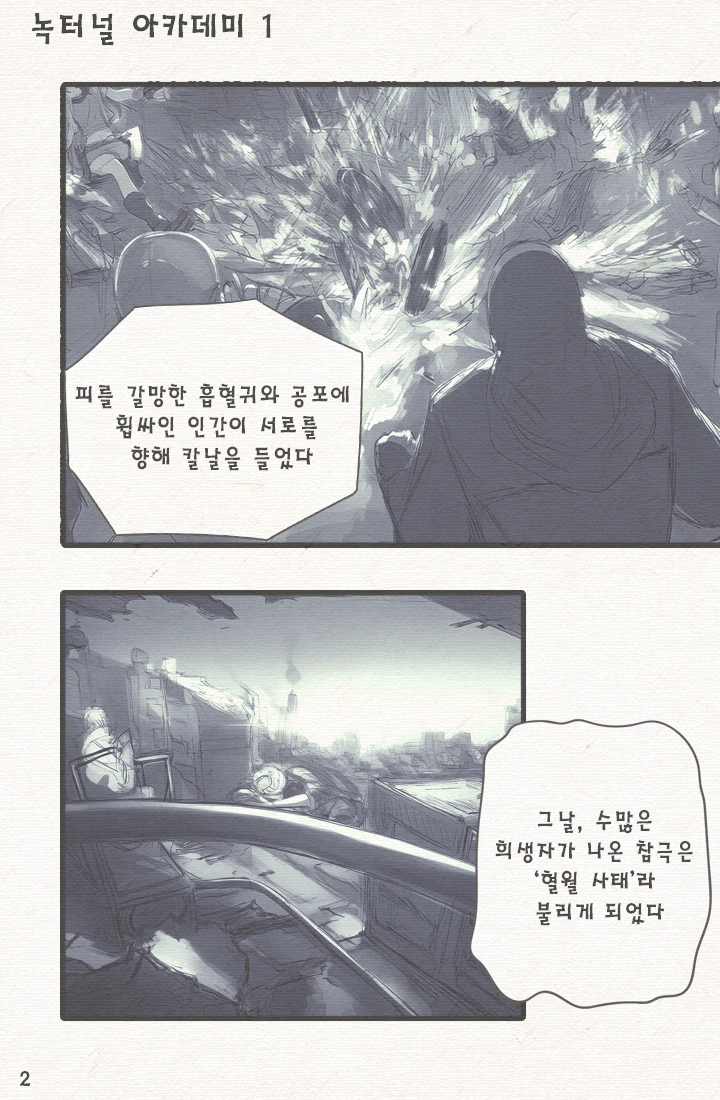 녹터널 아카데미 1
피를 갈망한 흡혈귀와 공포에
휩싸인 인간이 서로를
향해 칼날을 들었다
그날, 수많은
희생자가 나온 참극은
‘혈월 사태’라
불리게 되었다
2